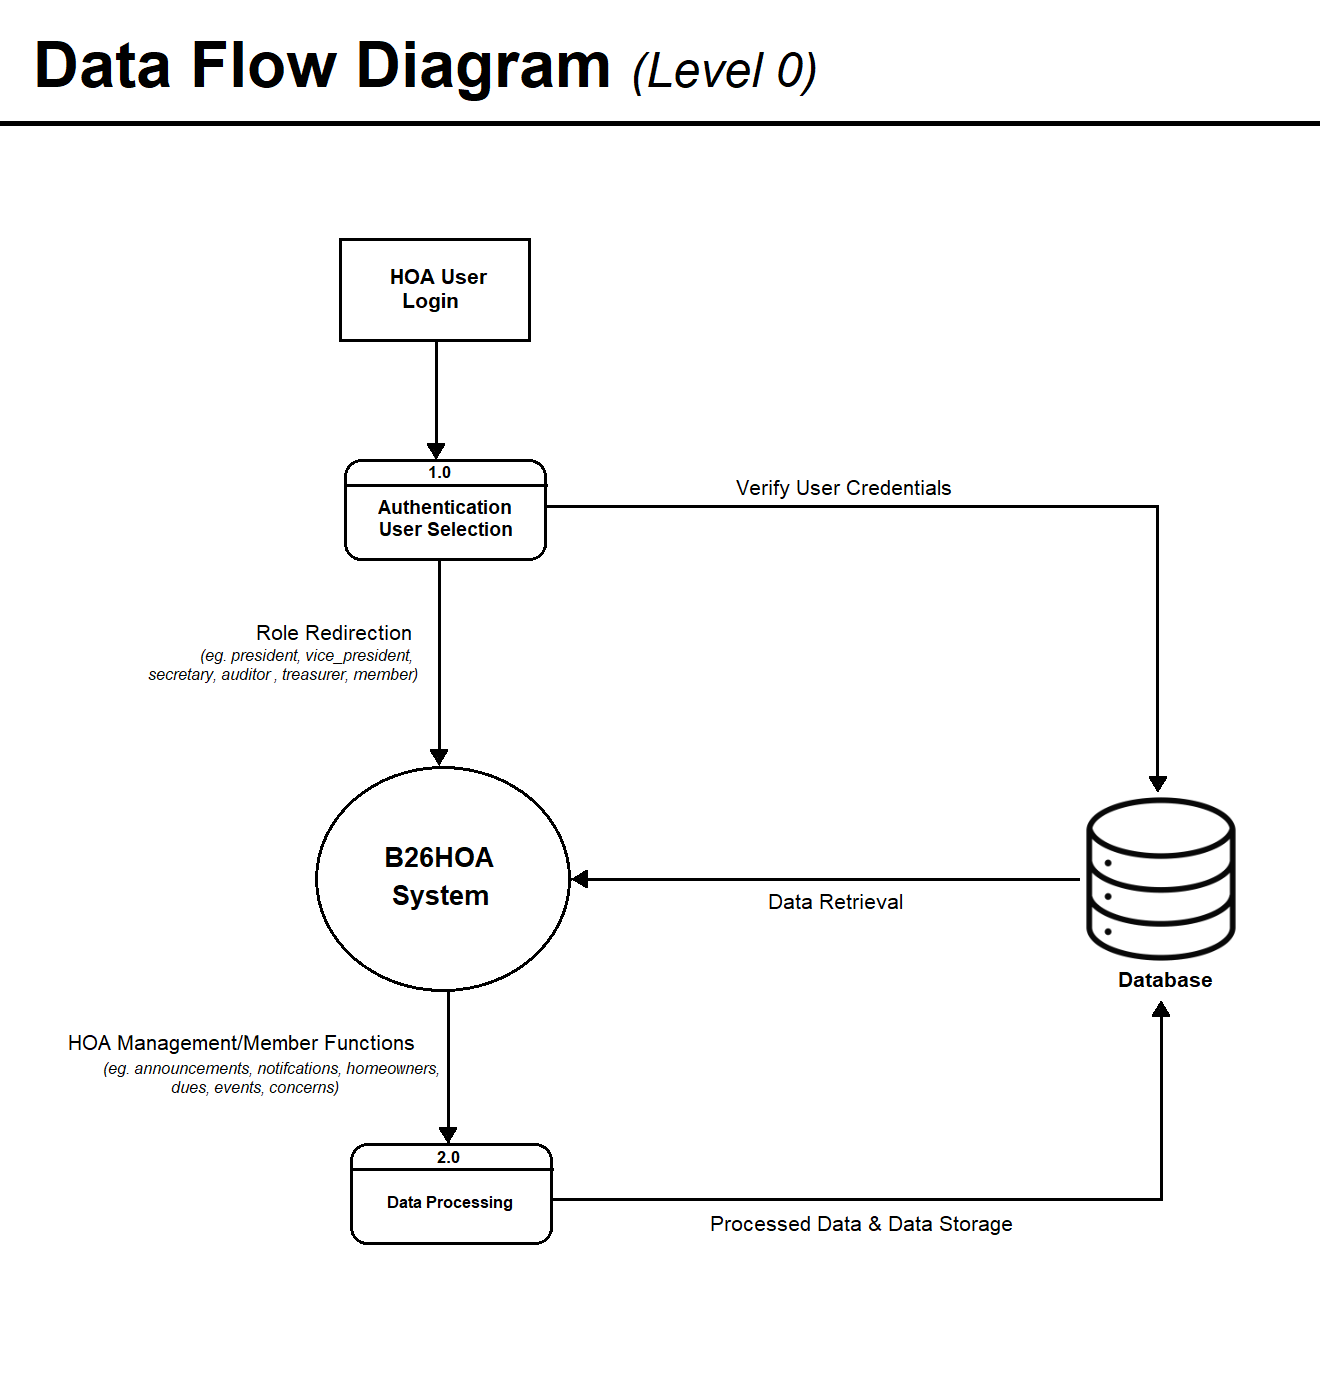 Data Flow Diagram (Level 0)
HOA User
Login
1.0
Authentication
User Selection
Verify User Credentials
Role Redirection
(eg. president, vice_president,
secretary, auditor , treasurer, member)
B26HOA
System
Data Retrieval
Database
HOA Management/Member Functions
(eg. announcements, notifcations, homeowners,
dues, events, concerns)
2.0
Data Processing
Processed Data & Data Storage